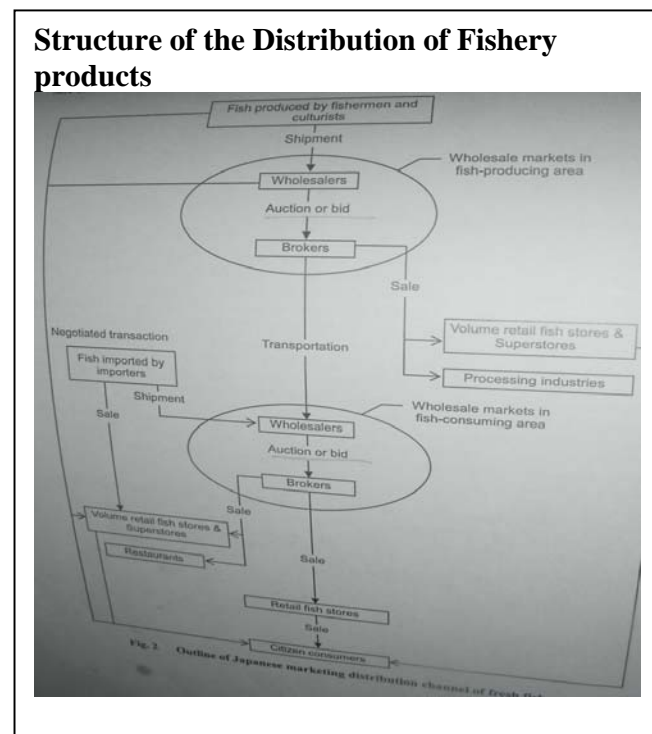 Structure of the Distribution of Fishery
products
Fish produced by fishermen and
culturists
Shipment
Wholesale markets in
fish-producing area
Wholesalers
Auction or bid
Brokers
Sale
Negotiated transaction
Transportation
Volume retail fish stores &
Superstores
Fish imported by
importers
Processing industries
Shipment
Sale
Wholesale markets in
fish-consuming area
Wholesalers
Auction or bid
Brokers
Sale
Volume retail fish stores &
Superstores
Restaurants
Sale
Retail fish stores
Sale
Citizen consumers
Fig. 2 Outline of Japanese marketing distribution channel of fresh